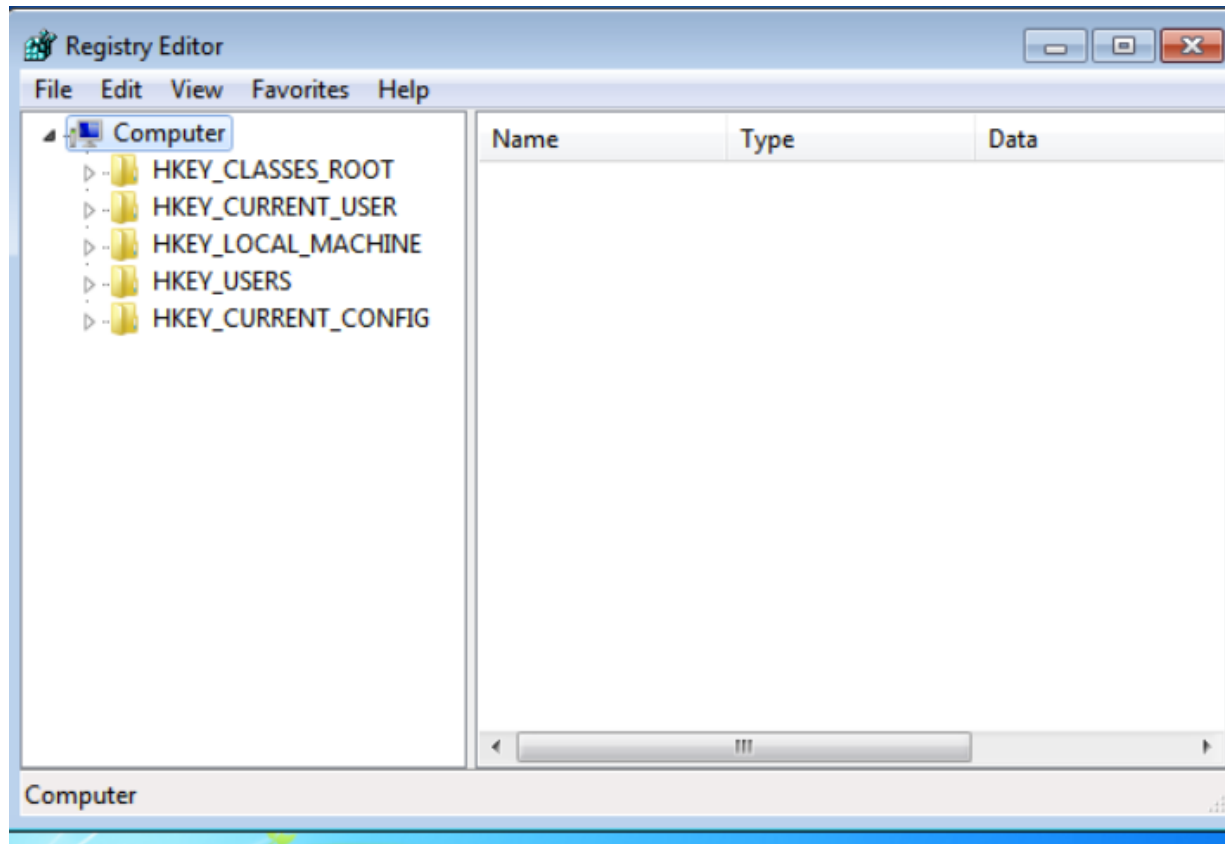 Registry Editor
File Edit View Favorites Help
Computer
HKEY_CLASSES_ROOT
HKEY_CURRENT_USER
HKEY_LOCAL_MACHINE
HKEY_USERS
HKEY_CURRENT_CONFIG
Name Type Data
Computer